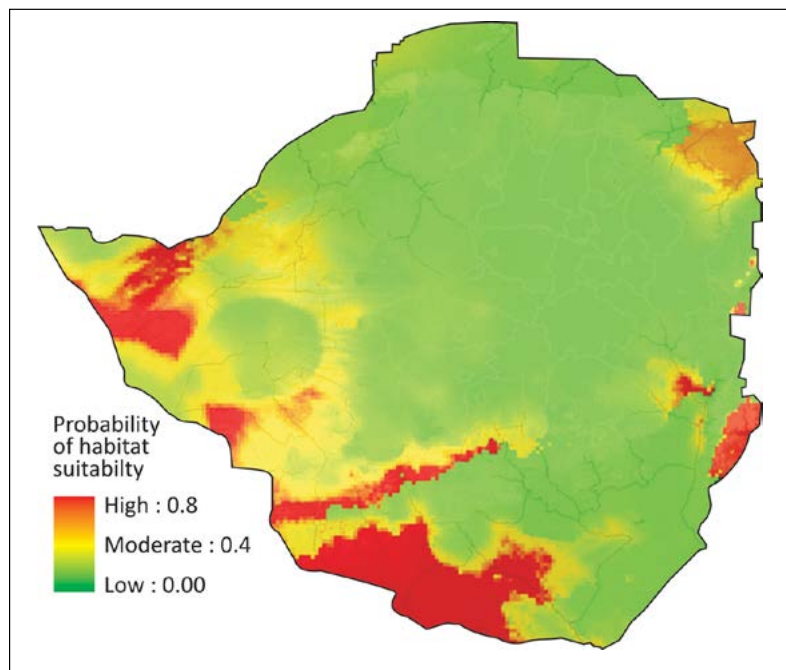 Probability
of habitat
suitabilty
High : 0.8
Moderate : 0.4
Low : 0.00